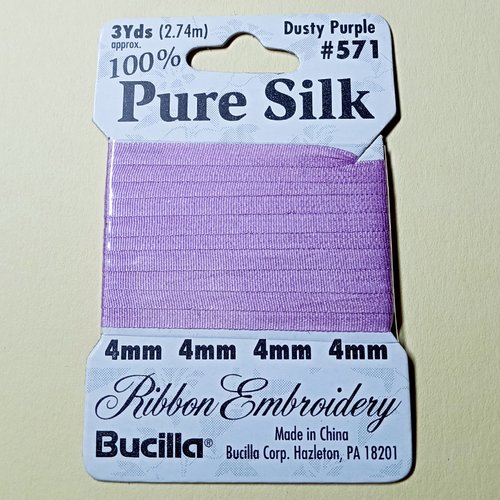 3Yds (2.74m) Dusty Purple
approx. #571
100%
Pure Silk
4mm 4mm 4mm 4mm
Ribbon Embroidery
Bucilla® Made in China
Bucilla Corp. Hazleton, PA 18201